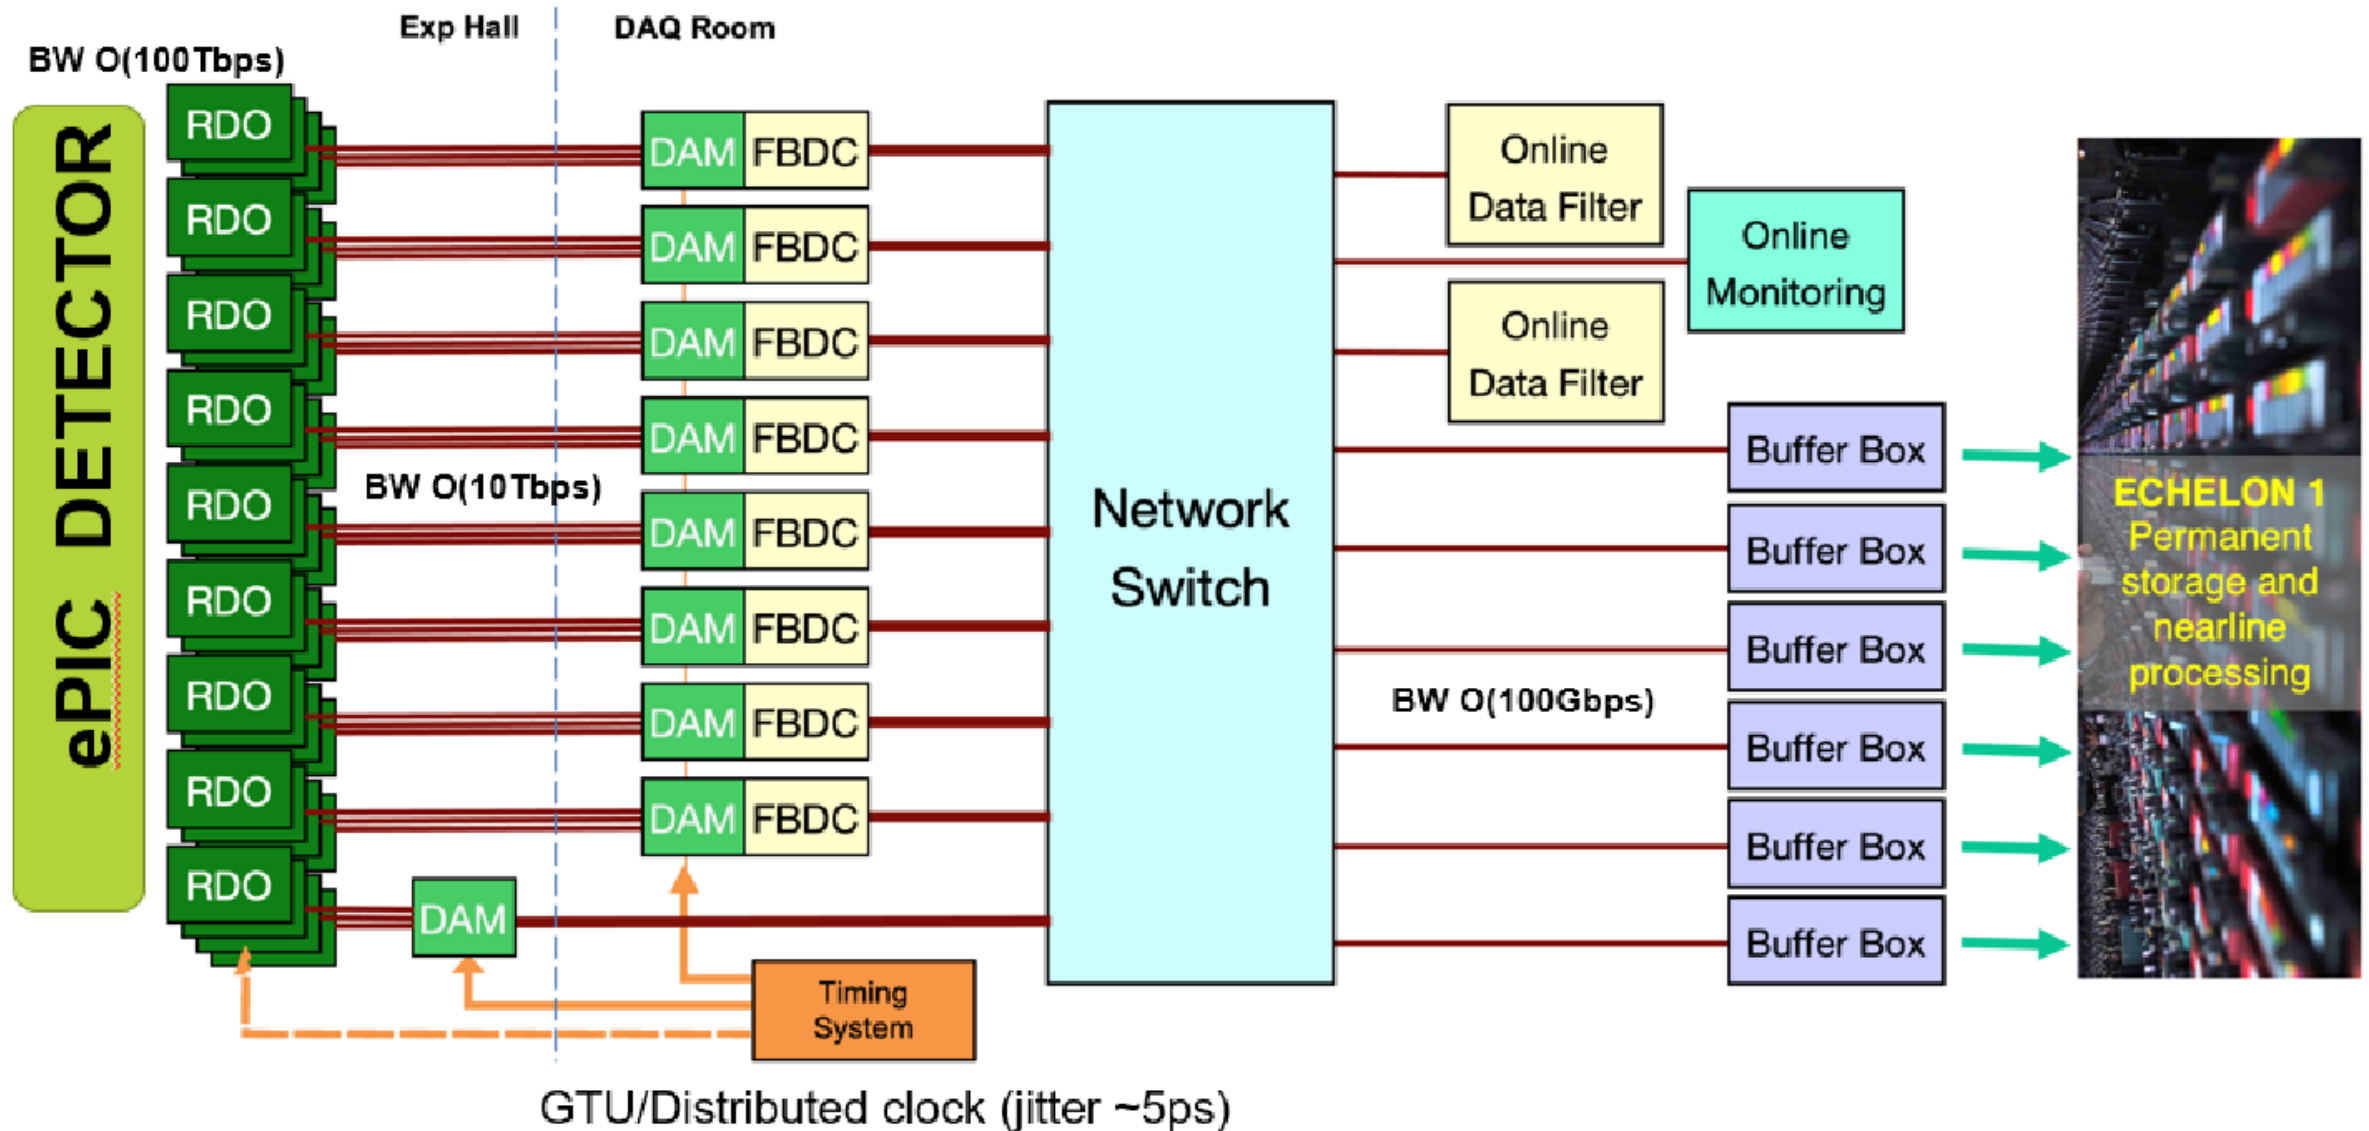 Exp Hall
DAQ Room
BW O(100Tbps)
ePIC DETECTOR
RDO
RDO
RDO
RDO
RDO
RDO
RDO
RDO
RDO
BW O(10Tbps)
DAM FBDC
DAM FBDC
DAM FBDC
DAM FBDC
DAM FBDC
DAM FBDC
DAM FBDC
DAM FBDC
DAM
Timing
System
Network
Switch
Online
Data Filter
Online
Monitoring
Online
Data Filter
BW O(100Gbps)
Buffer Box
Buffer Box
Buffer Box
Buffer Box
Buffer Box
Buffer Box
ECHELON 1
Permanent
storage and
nearline
processing
GTU/Distributed clock (jitter ~5ps)